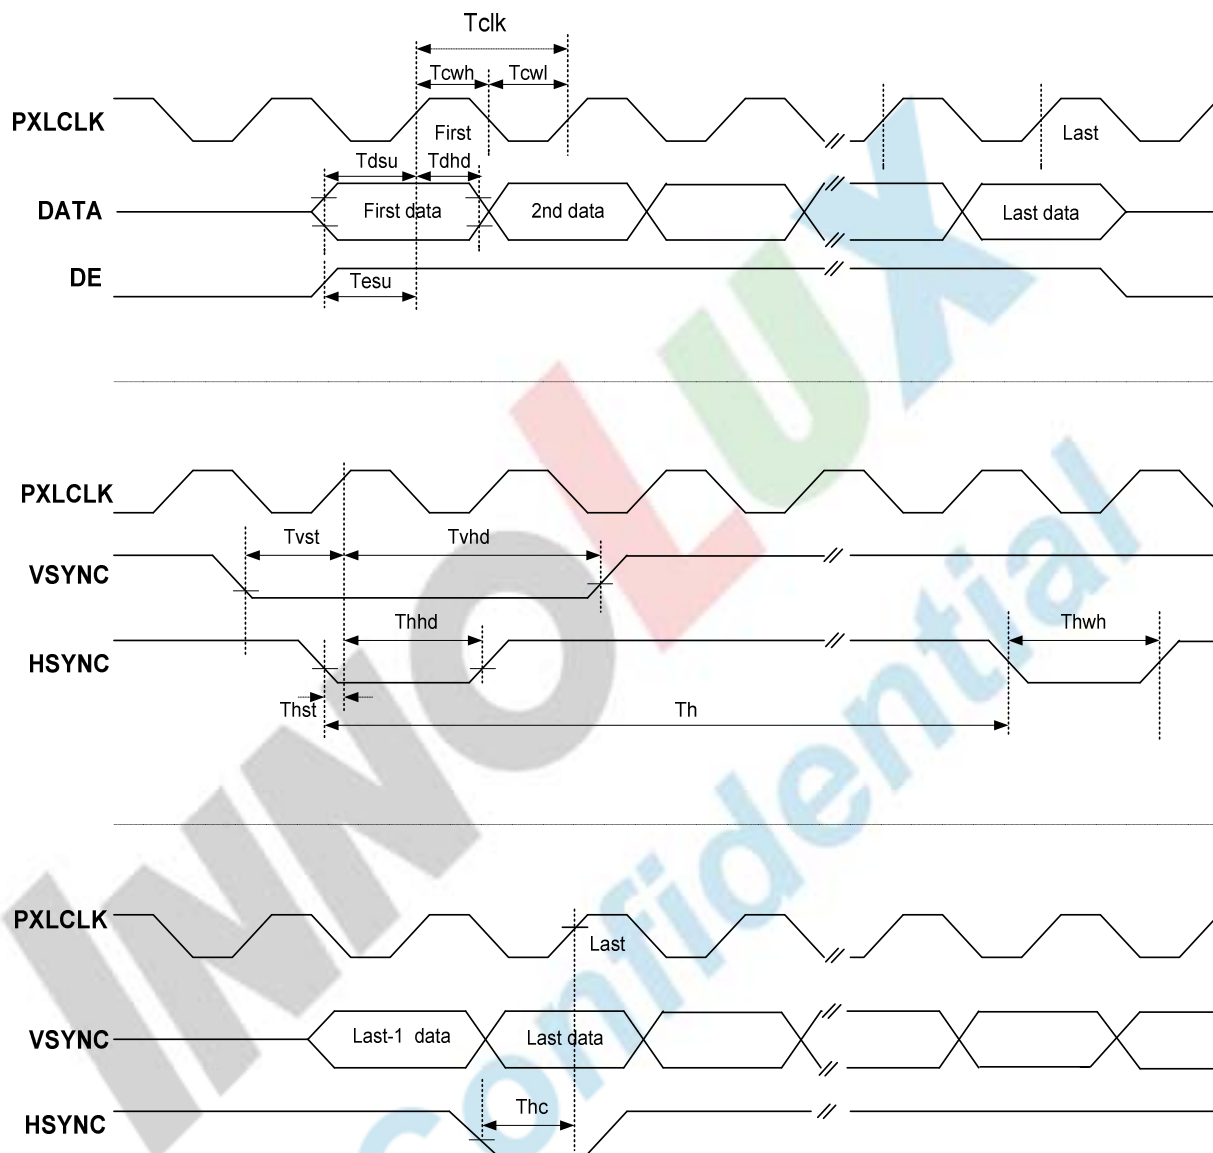 Tclk
Tcwh Tcwl
PXLCLK
First
Last
Tdsu Tdhd
DATA
First data
2nd data
Last data
DE
Tesu
PXLCLK
Tvst
Tvhd
VSYNC
Thhd
Thwh
HSYNC
Thst
Th
PXLCLK
Last
VSYNC
Last-1 data
Last data
Thc
HSYNC
INNOLUX
Confidential